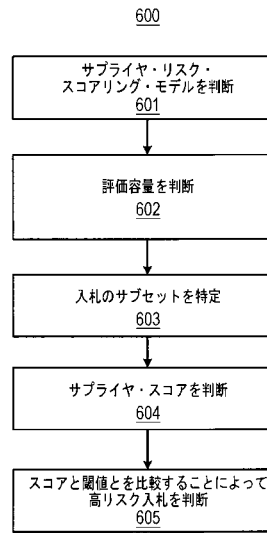 600
サプライヤ・リスク・
スコアリング・モデルを判断
601
評価容量を判断
602
入札のサブセットを特定
603
サプライヤ・スコアを判断
604
スコアと閾値とを比較することによって
高リスク入札を判断
605